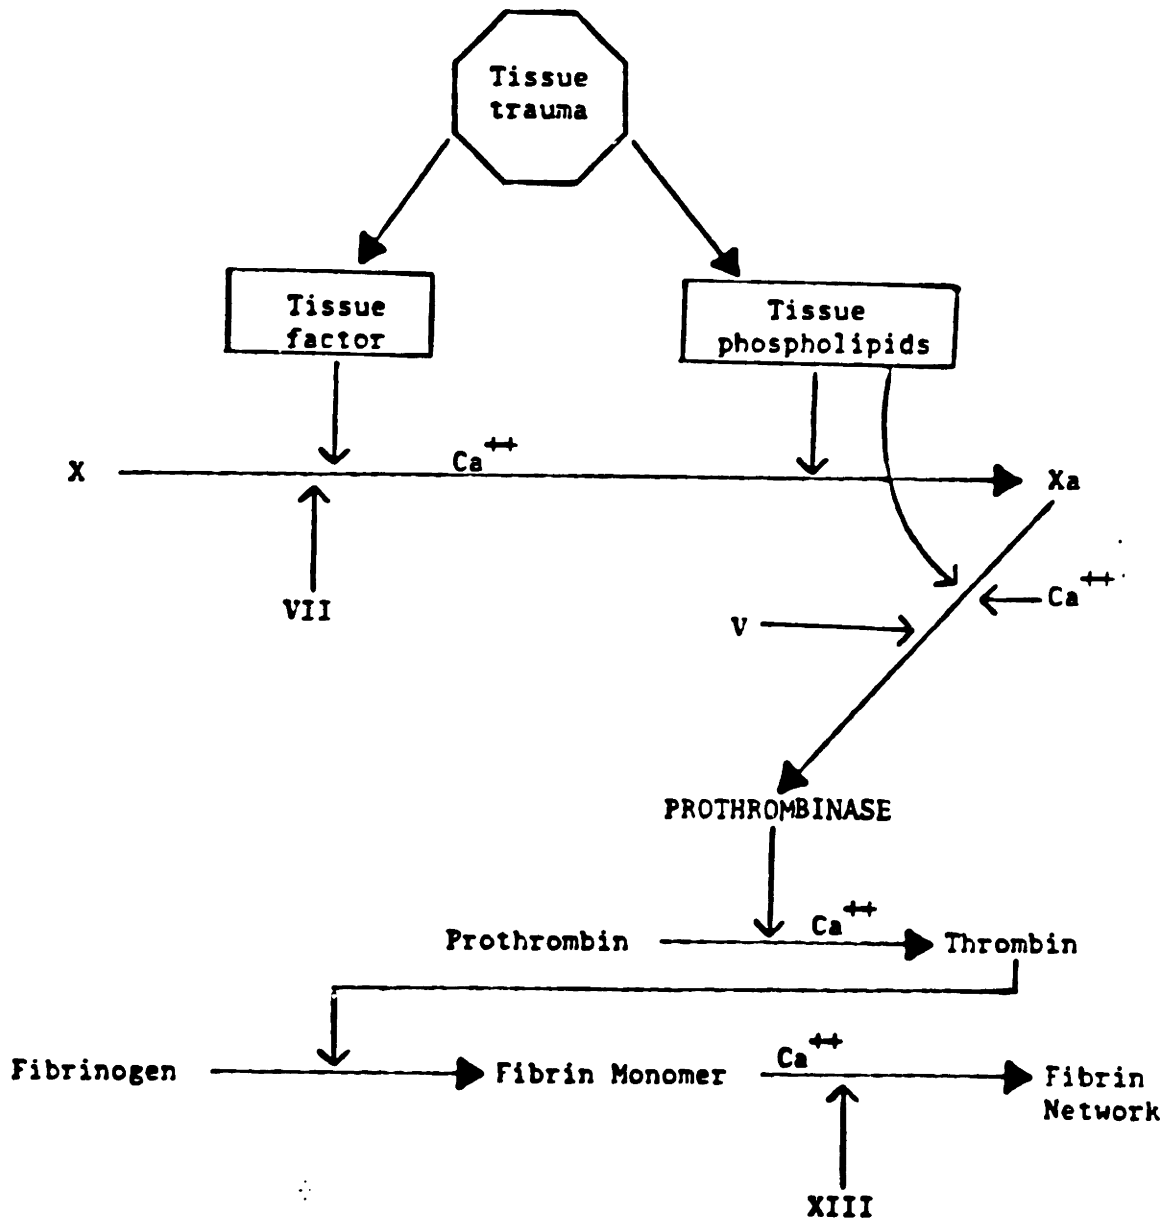 Tissue
trauma
Tissue
factor
Tissue
phospholipids
X
Ca++
Xa
VII
Ca++
V
PROTHROMBINASE
Prothrombin
Ca++
Thrombin
Fibrinogen
Fibrin Monomer
Ca++
Fibrin
Network
XIII